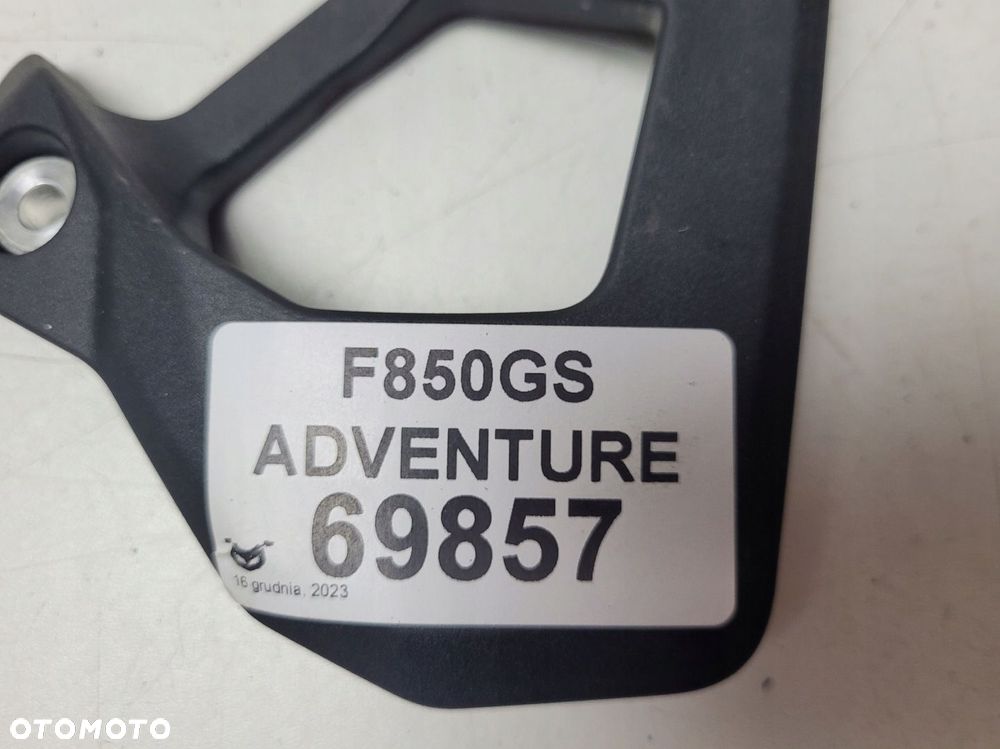 F850GS
ADVENTURE
69857
16 grudnia, 2023
OTOMOTO